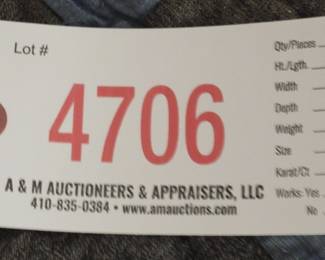 Lot #
4706
A & M AUCTIONEERS & APPRAISERS, LLC
410-835-0384 • www.amauctions.com
Qty/Pieces
Ht./Lgth.
Width
Depth
Weight
Size
Karat/Ct.
Works: Yes
No